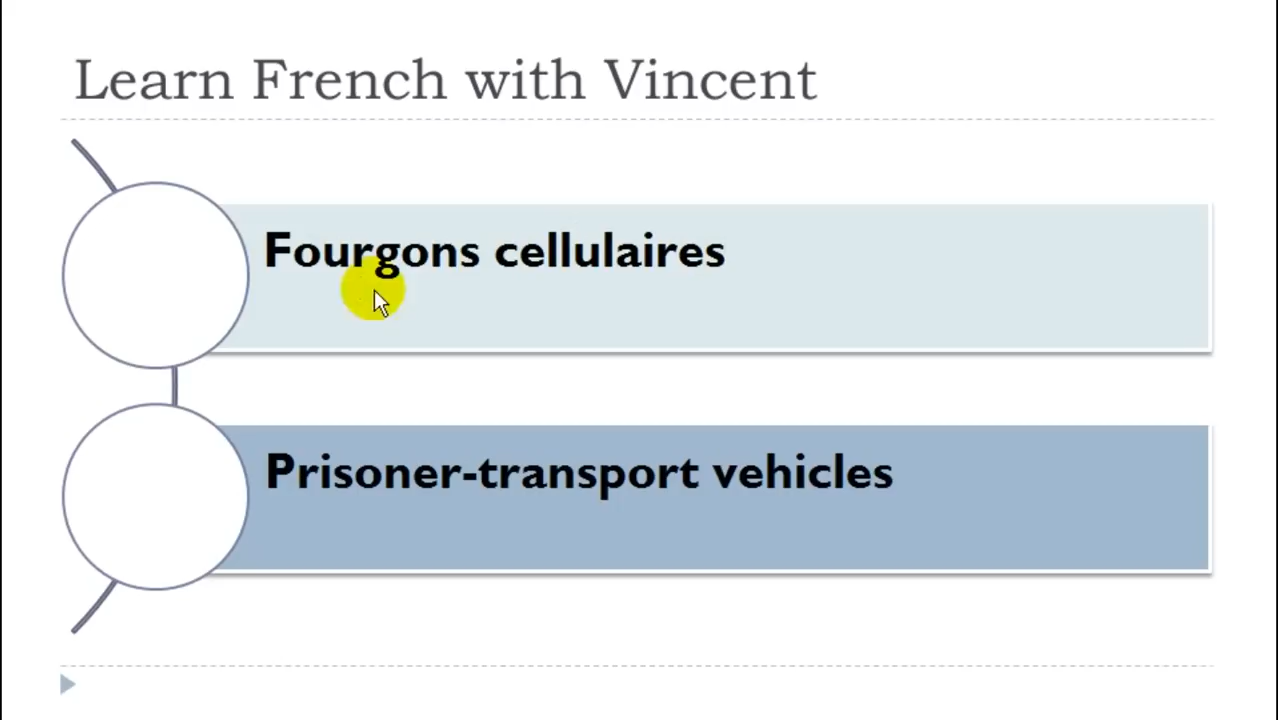 Learn French with Vincent
Fourgons cellulaires
Prisoner-transport vehicles